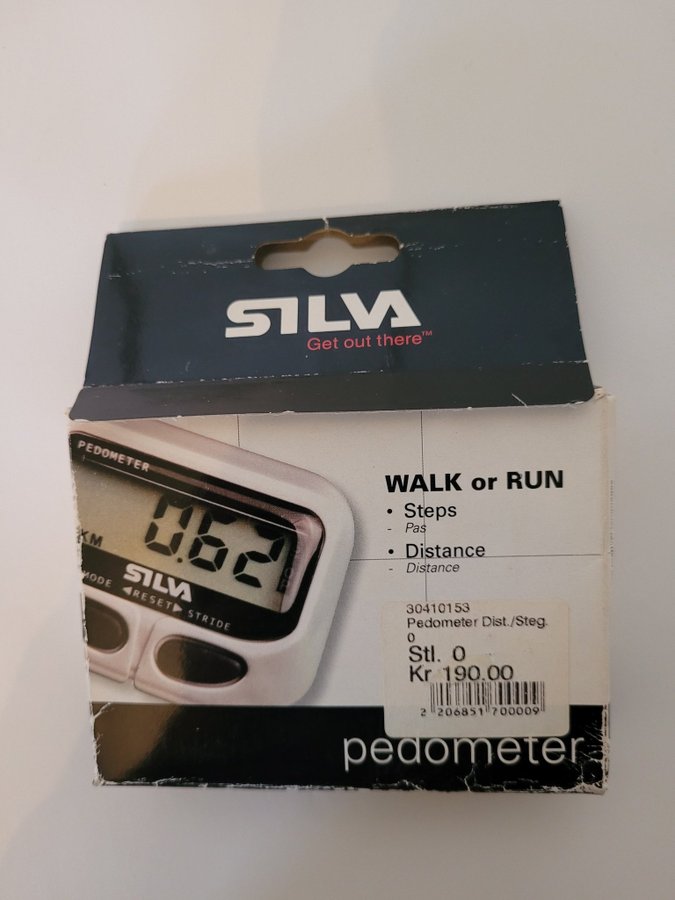 SILVA
Get out there™
PEDOMETER
0.62
KM
SILVA
MODE ◄RESET► STRIDE
WALK or RUN
• Steps
- Pas
• Distance
- Distance
30410153
Pedometer Dist./Steg.
0
Stl. 0
Kr 190.00
2 206851 700009
pedometer